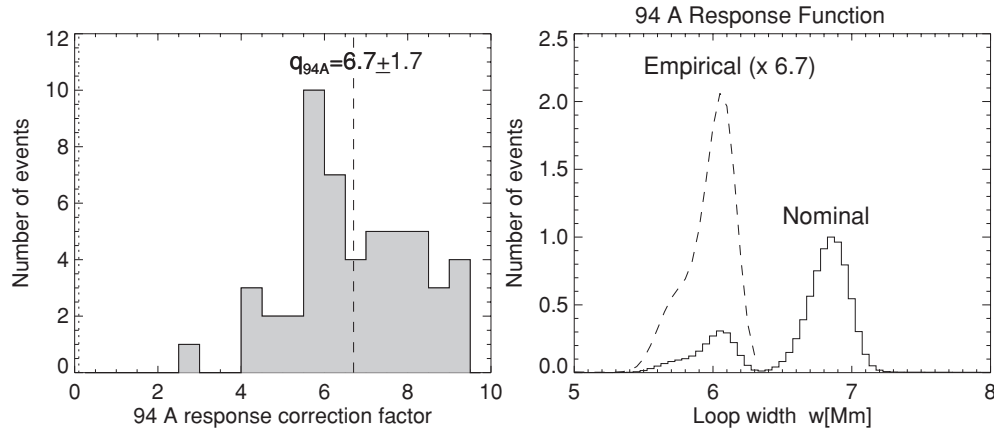 94 A Response Function
12
10
8
6
4
2
0
Number of events
q94A=6.7±1.7
0
2
4
6
8
10
94 A response correction factor
2.5
2.0
1.5
1.0
0.5
0.0
Number of events
Empirical (x 6.7)
Nominal
5
6
7
8
Loop width w[Mm]